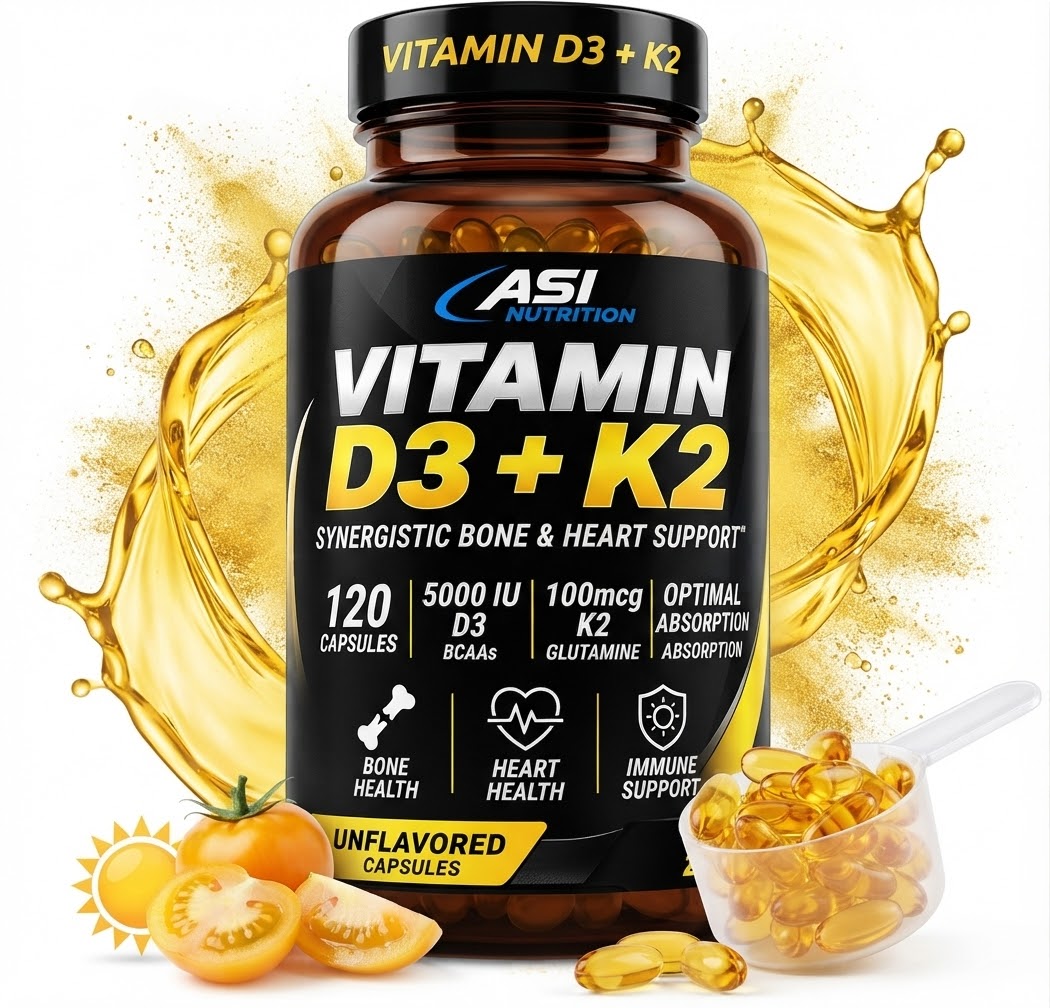 VITAMIN D3 + K2
ASI
NUTRITION
VITAMIN
D3 + K2
SYNERGISTIC BONE & HEART SUPPORT
120
CAPSULES
5000 IU
D3
BCAAs
100mcg
K2
GLUTAMINE
OPTIMAL
ABSORPTION
ABSORPTION
BONE
HEALTH
HEART
HEALTH
IMMUNE
SUPPORT
UNFLAVORED
CAPSULES